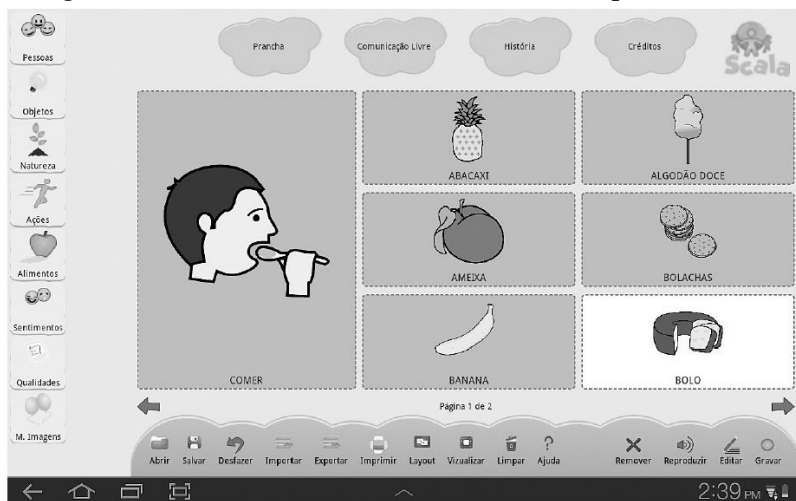 Prancha
Comunicação Livre
História
Créditos
Scala
Pessoas
Objetos
Natureza
Ações
Alimentos
Sentimentos
Qualidades
M. Imagens
COMER
ABACAXI
ALGODÃO DOCE
AMEIXA
BOLACHAS
BANANA
BOLO
Página 1 de 2
Abrir Salvar Desfazer Importar Exportar Imprimir Layout Vizualizar Limpar Ajuda Remover Reproduzir Editar Gravar
2:39 PM